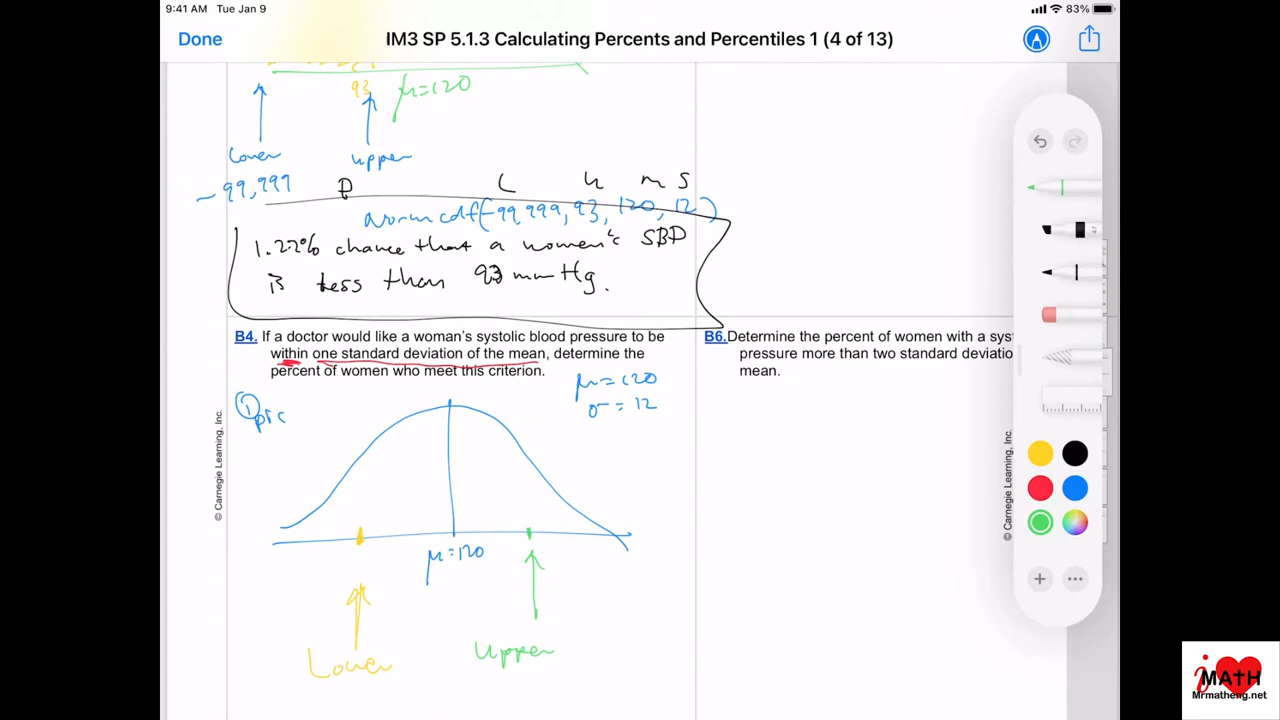 9:41 AM Tue Jan 9
83%
Done
IM3 SP 5.1.3 Calculating Percents and Percentiles 1 (4 of 13)
93
μ=120
Lower
upper
-99,999
P L u m s
normcdf(-99,999, 93, 120, 12)
1.22% chance that a women's SBP
is less than 93 mm Hg.
B4. If a doctor would like a woman's systolic blood pressure to be
within one standard deviation of the mean, determine the
percent of women who meet this criterion.
μ=120
σ=12
① pic
μ=120
Lower
Upper
© Carnegie Learning, Inc.
B6. Determine the percent of women with a sys
pressure more than two standard deviatio
mean.
© Carnegie Learning, Inc.
i MATH
Mrmatheng.net